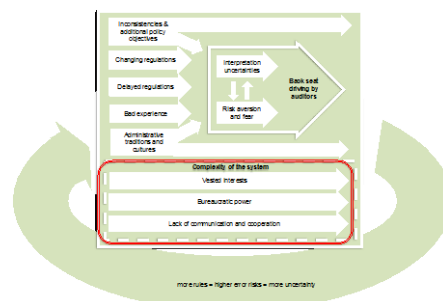 Inconsistencies &
additional policy
objectives
Changing regulations
Delayed regulations
Bad experience
Administrative
traditions and
cultures
Interpretation
uncertainties
Risk aversion
and fear
Back seat
driving by
auditors
Complexity of the system
Vested interests
Bureaucratic power
Lack of communication and cooperation
more rules = higher error risks = more uncertainty